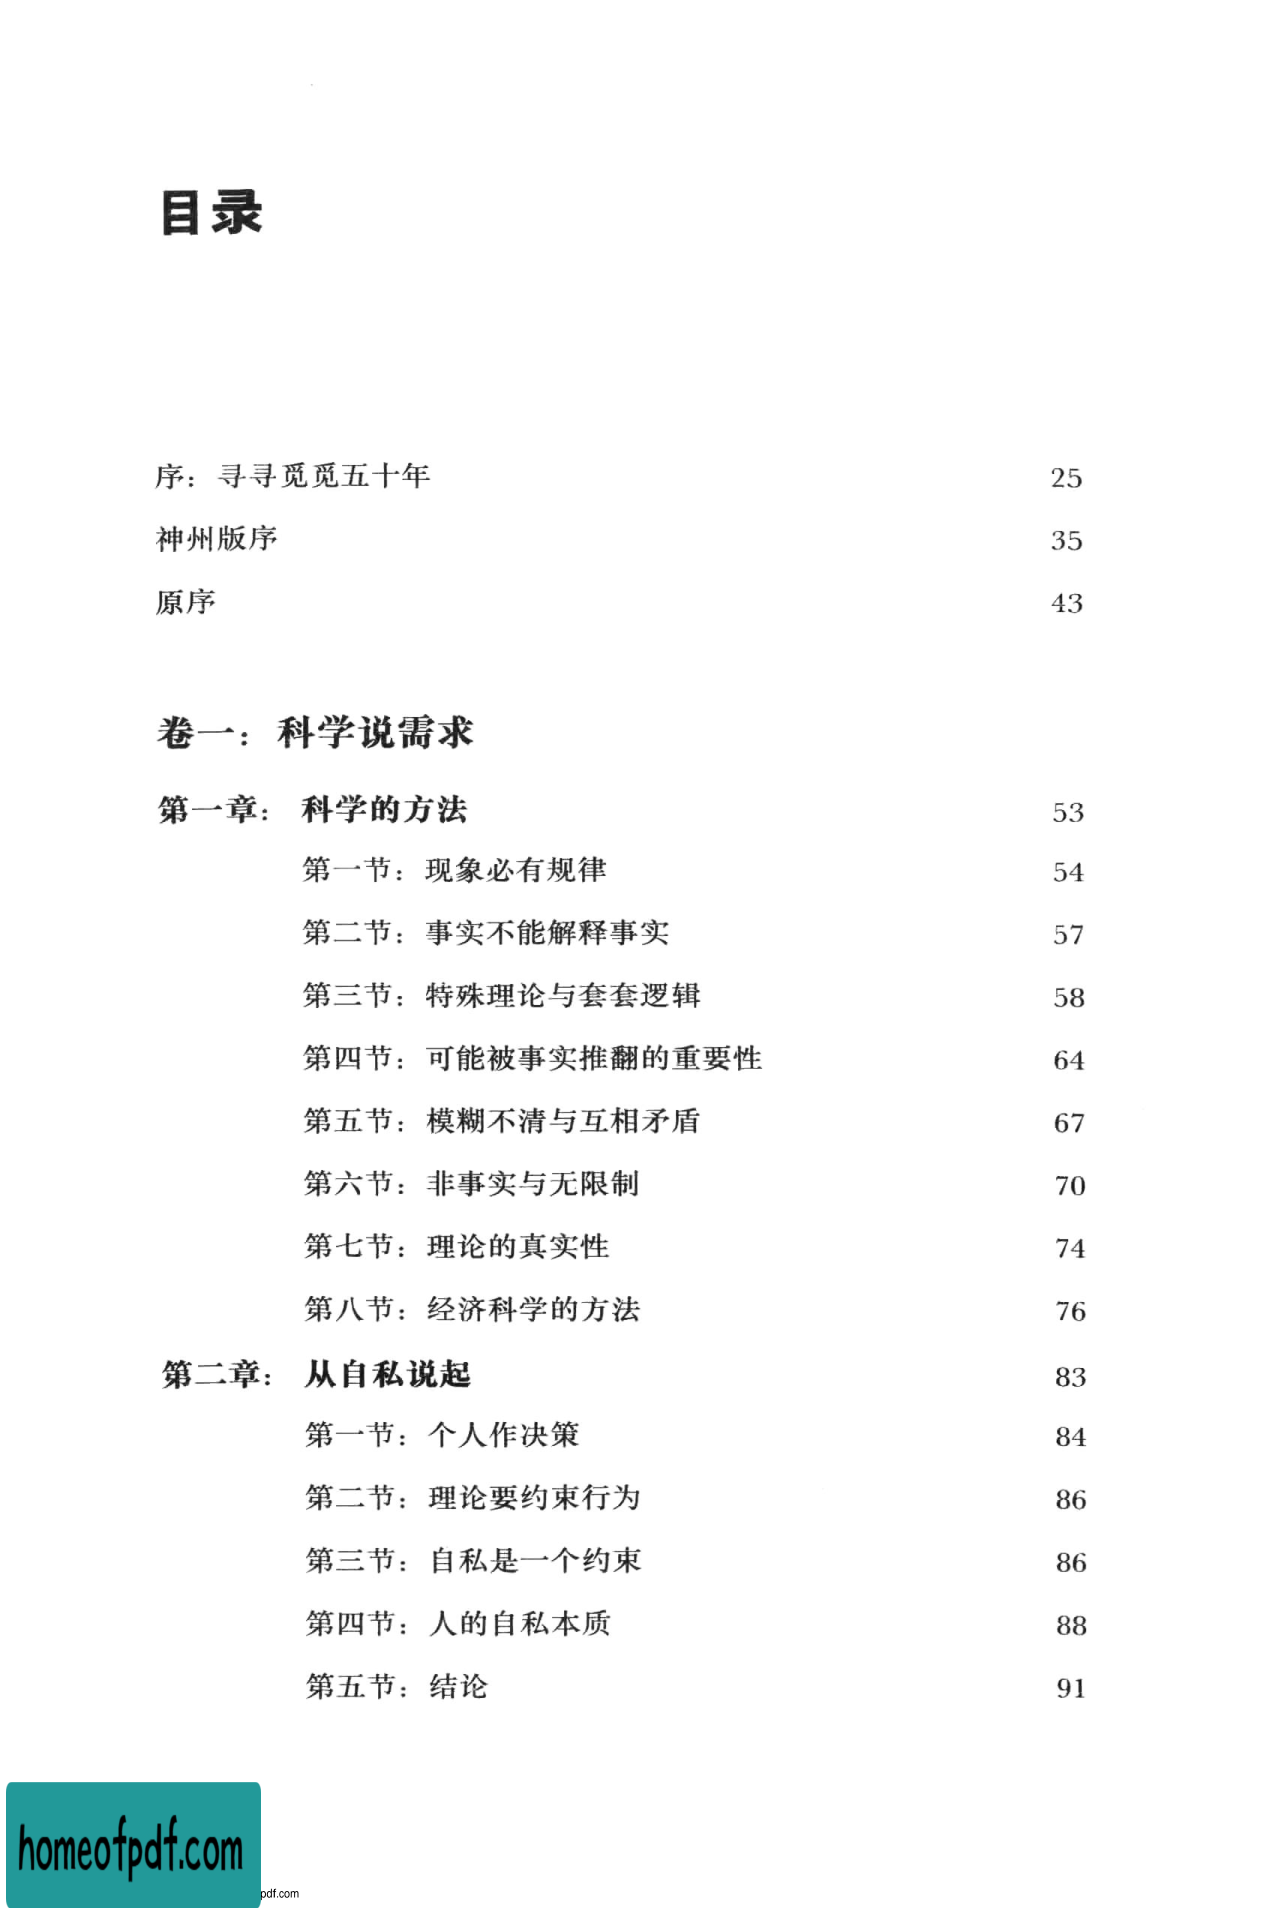 目录
序：寻寻觅觅五十年 25
神州版序 35
原序 43
卷一：科学说需求
第一章：科学的方法 53
第一节：现象必有规律 54
第二节：事实不能解释事实 57
第三节：特殊理论与套套逻辑 58
第四节：可能被事实推翻的重要性 64
第五节：模糊不清与互相矛盾 67
第六节：非事实与无限制 70
第七节：理论的真实性 74
第八节：经济科学的方法 76
第二章：从自私说起 83
第一节：个人作决策 84
第二节：理论要约束行为 86
第三节：自私是一个约束 86
第四节：人的自私本质 88
第五节：结论 91
homeofpdf.com
pdf.com